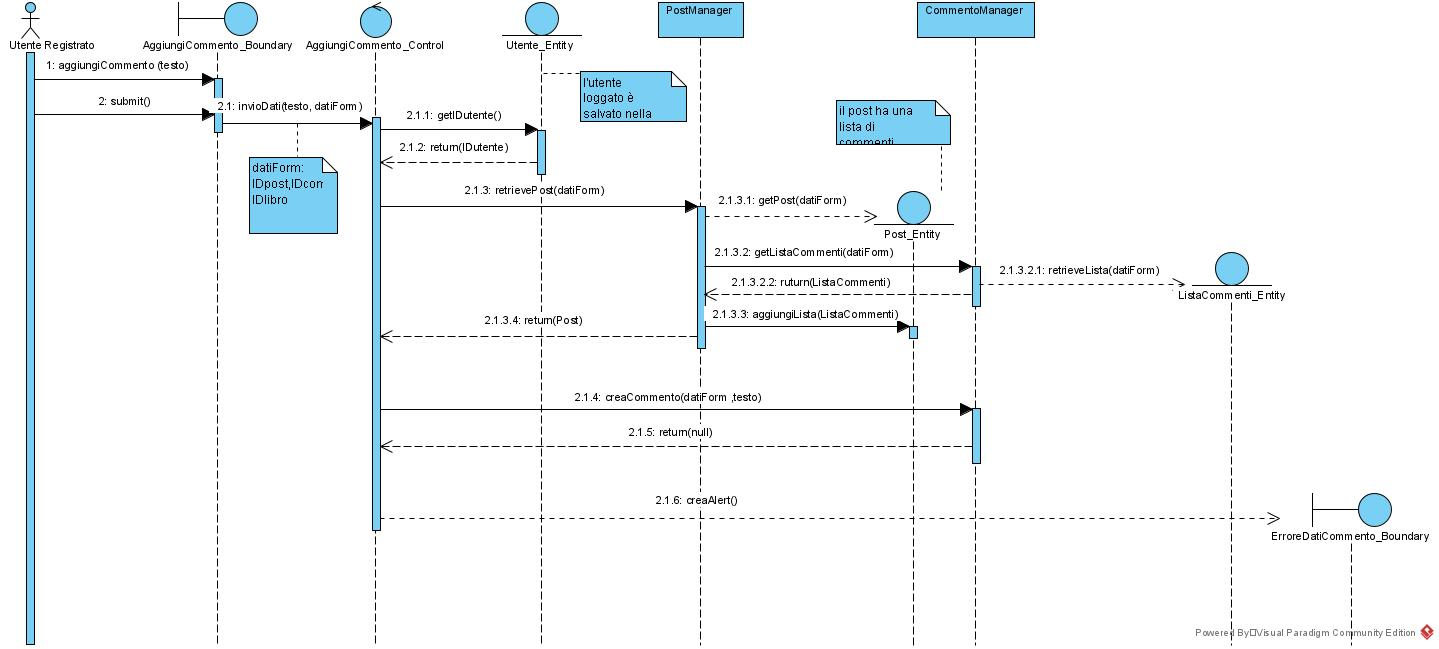 PostManager
CommentoManager
Utente Registrato
AggiungiCommento_Boundary
AggiungiCommento_Control
Utente_Entity
1: aggiungiCommento (testo)
l'utente
loggato è
salvato nella
2: submit()
2.1: invioDati(testo, datiForm)
2.1.1: getIDutente()
il post ha una
lista di
commenti
2.1.2: return(IDutente)
datiForm:
IDpost,IDcom
IDlibro
2.1.3: retrievePost(datiForm)
2.1.3.1: getPost(datiForm)
Post_Entity
2.1.3.2: getListaCommenti(datiForm)
2.1.3.2.1: retrieveLista(datiForm)
2.1.3.2.2: ruturn(ListaCommenti)
ListaCommenti_Entity
2.1.3.3: aggiungiLista(ListaCommenti)
2.1.3.4: return(Post)
2.1.4: creaCommento(datiForm ,testo)
2.1.5: return(null)
2.1.6: creaAlert()
ErroreDatiCommento_Boundary
Powered By Visual Paradigm Community Edition